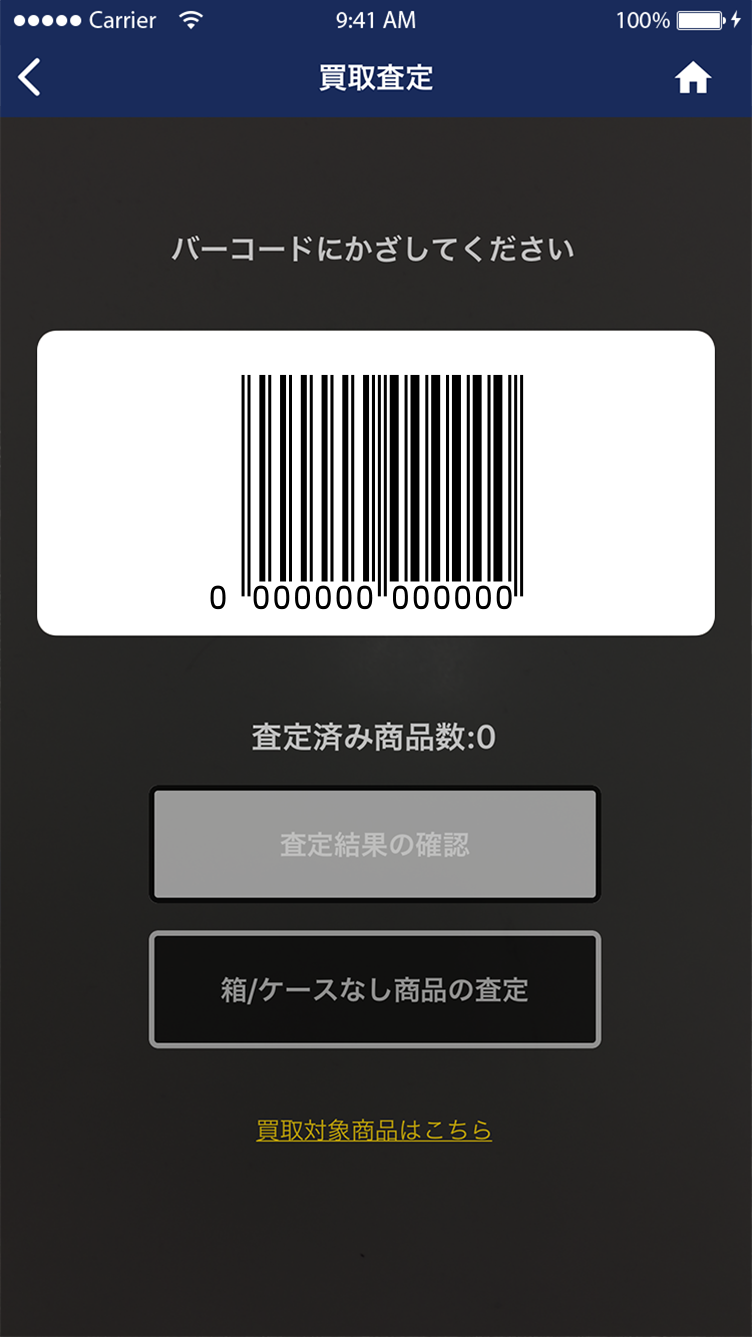 Carrier 9:41 AM 100%
買取査定
バーコードにかざしてください
0 000000 000000
査定済み商品数:0
査定結果の確認
箱/ケースなし商品の査定
買取対象商品はこちら